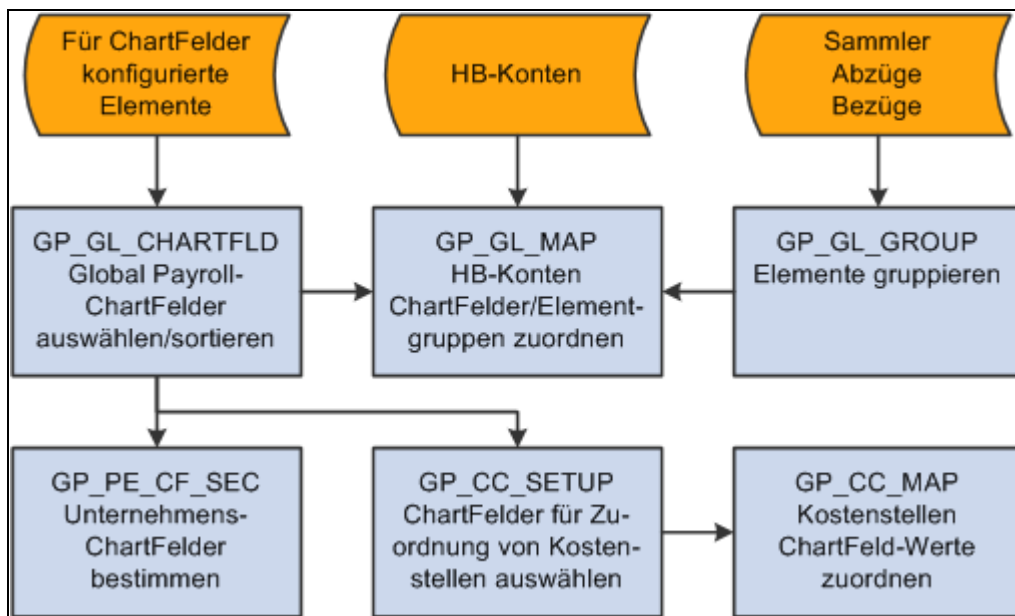 Für ChartFelder
konfigurierte
Elemente
HB-Konten
Sammler
Abzüge
Bezüge
GP_GL_CHARTFLD
Global Payroll-
ChartFelder
auswählen/sortieren
GP_GL_MAP
HB-Konten
ChartFelder/Element-
gruppen zuordnen
GP_GL_GROUP
Elemente gruppieren
GP_PE_CF_SEC
Unternehmens-
ChartFelder
bestimmen
GP_CC_SETUP
ChartFelder für Zu-
ordnung von Kosten-
stellen auswählen
GP_CC_MAP
Kostenstellen
ChartFeld-Werte
zuordnen